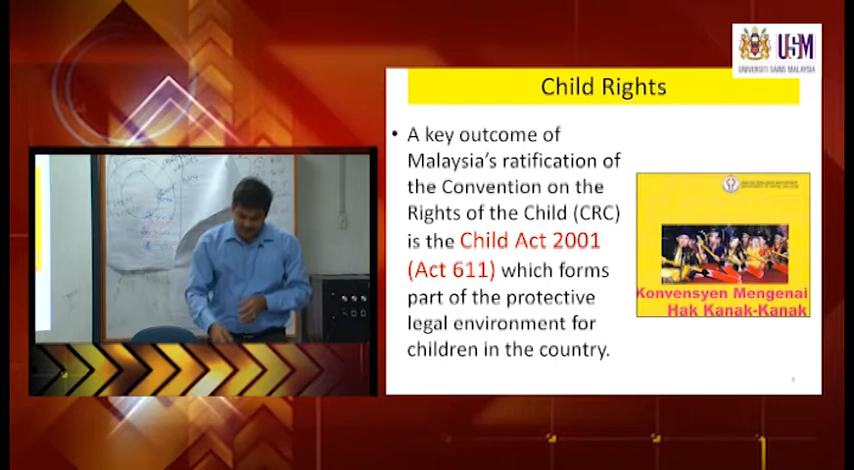 USM
UNIVERSITI SAINS MALAYSIA
Child Rights
• A key outcome of
Malaysia's ratification of
the Convention on the
Rights of the Child (CRC)
is the Child Act 2001
(Act 611) which forms
part of the protective
legal environment for
children in the country.
Konvensyen Mengenai
Hak Kanak-Kanak